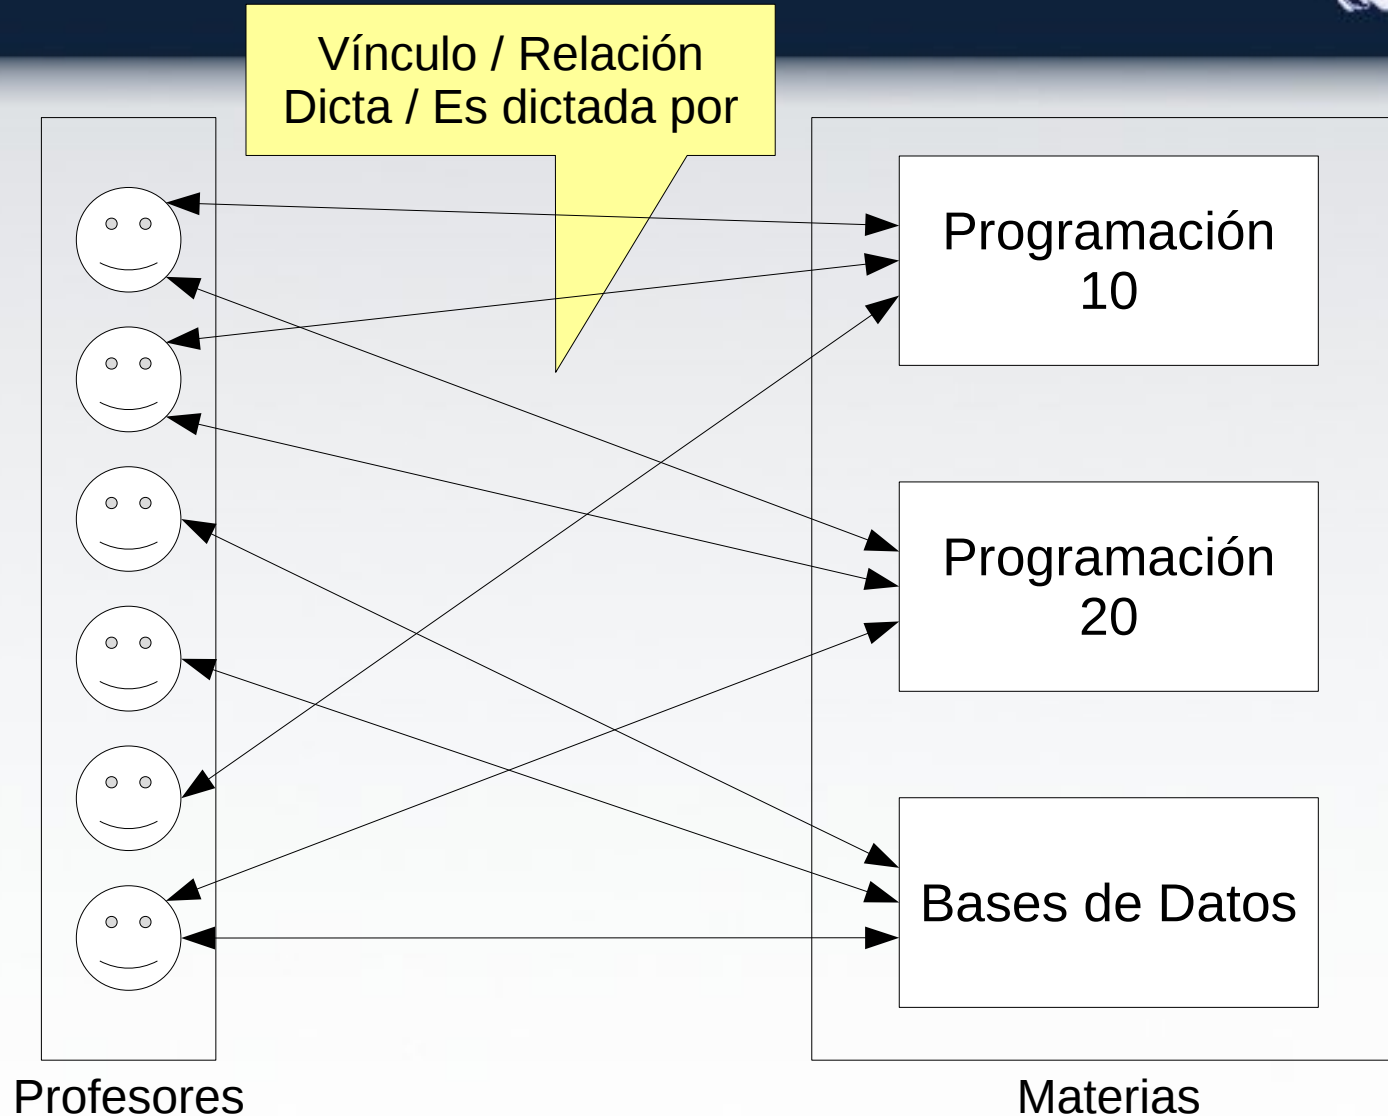 Vínculo / Relación
Dicta / Es dictada por
Programación
10
Programación
20
Bases de Datos
Profesores
Materias